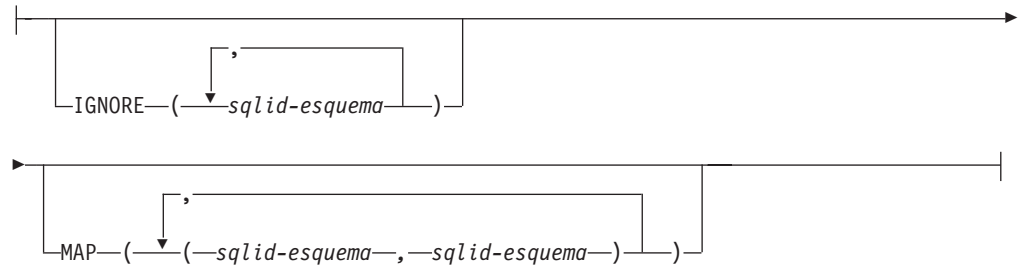 ,
IGNORE ( sqlid-esquema )
,
MAP ( ( sqlid-esquema , sqlid-esquema ) )